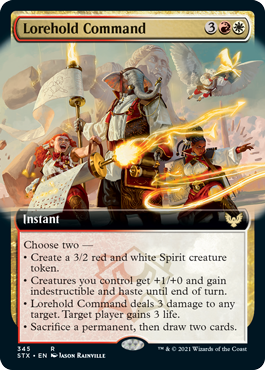 Lorehold Command 3
Instant
Choose two —
• Create a 3/2 red and white Spirit creature
token.
• Creatures you control get +1/+0 and gain
indestructible and haste until end of turn.
• Lorehold Command deals 3 damage to any
target. Target player gains 3 life.
• Sacrifice a permanent, then draw two cards.
345 R
STX • EN Jason Rainville
™ & © 2021 Wizards of the Coast